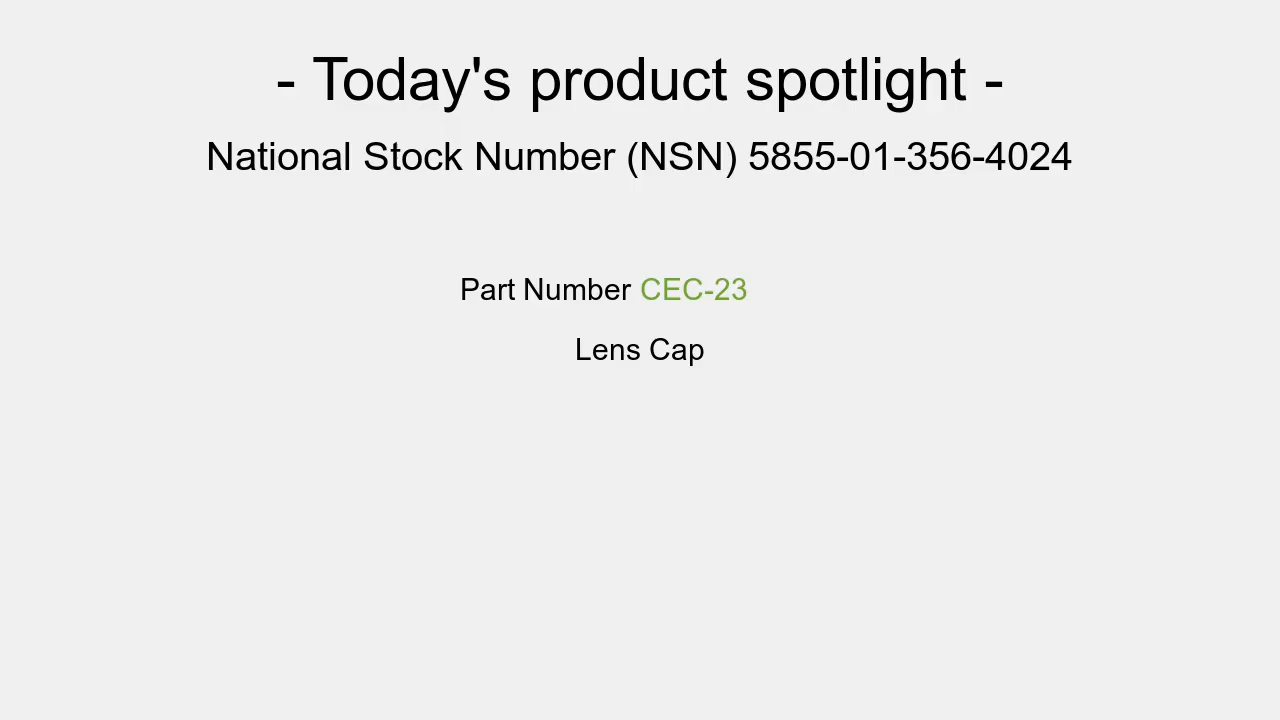 - Today's product spotlight -
National Stock Number (NSN) 5855-01-356-4024
Part Number CEC-23
Lens Cap